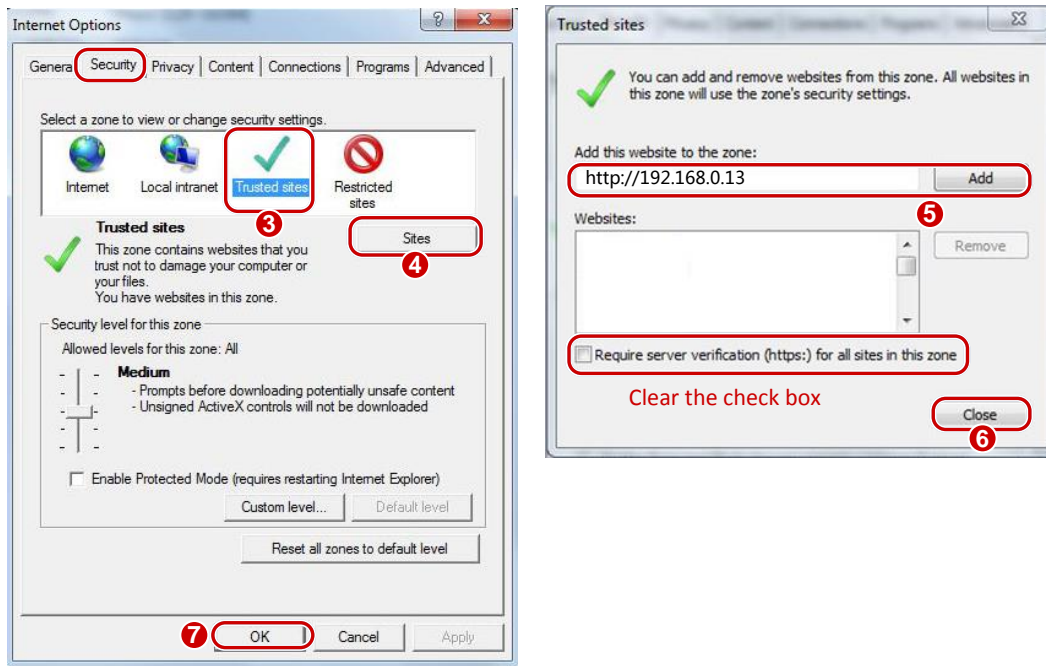 Internet Options
?
X
Genera Security Privacy Content Connections Programs Advanced
Select a zone to view or change security settings.
Internet Local intranet Trusted sites Restricted sites
3
Trusted sites
Sites
This zone contains websites that you
trust not to damage your computer or
your files.
You have websites in this zone.
4
Security level for this zone
Allowed levels for this zone: All
Medium
- Prompts before downloading potentially unsafe content
- Unsigned ActiveX controls will not be downloaded
Enable Protected Mode (requires restarting Internet Explorer)
Custom level... Default level
Reset all zones to default level
7
OK Cancel Apply
Trusted sites
You can add and remove websites from this zone. All websites in
this zone will use the zone's security settings.
Add this website to the zone:
http://192.168.0.13 Add
5
Websites:
Remove
Require server verification (https:) for all sites in this zone
Clear the check box
Close
6